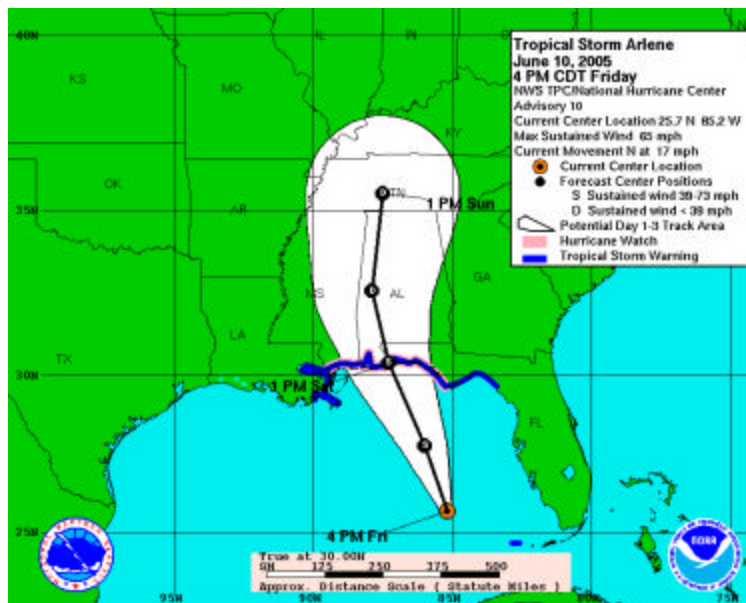 40N
KS
MO
IL
IN
KY
OK
AR
TN
35N
1 PM Sun
MS
AL
GA
LA
TX
30N
1 PM Sat
FL
25N
4 PM Fri
95W
90W
85W
80W
75W
Tropical Storm Arlene
June 10, 2005
4 PM CDT Friday
NWS TPC/National Hurricane Center
Advisory 10
Current Center Location 25.7 N 85.2 W
Max Sustained Wind 65 mph
Current Movement N at 17 mph
Current Center Location
Forecast Center Positions
S Sustained wind 39-73 mph
D Sustained wind < 39 mph
Potential Day 1-3 Track Area
Hurricane Watch
Tropical Storm Warning
True at 30.00N
SM 125 250 375 500
Approx. Distance Scale ( Statute Miles )
NOAA